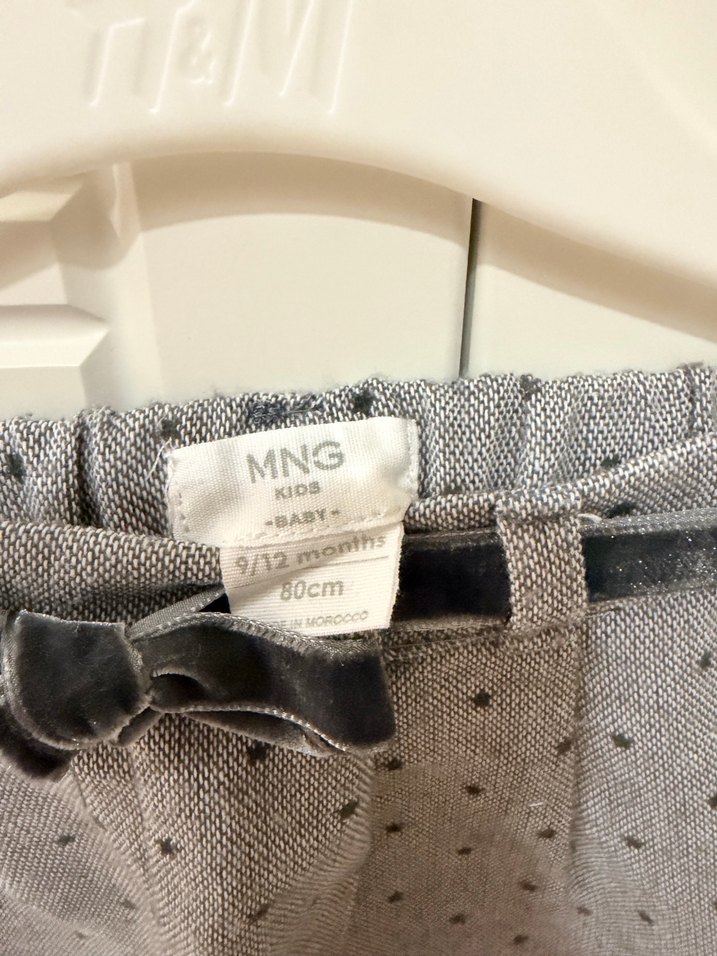 H&M
MNG
KIDS
-BABY-
9/12 months
80cm
IN MOROCCO